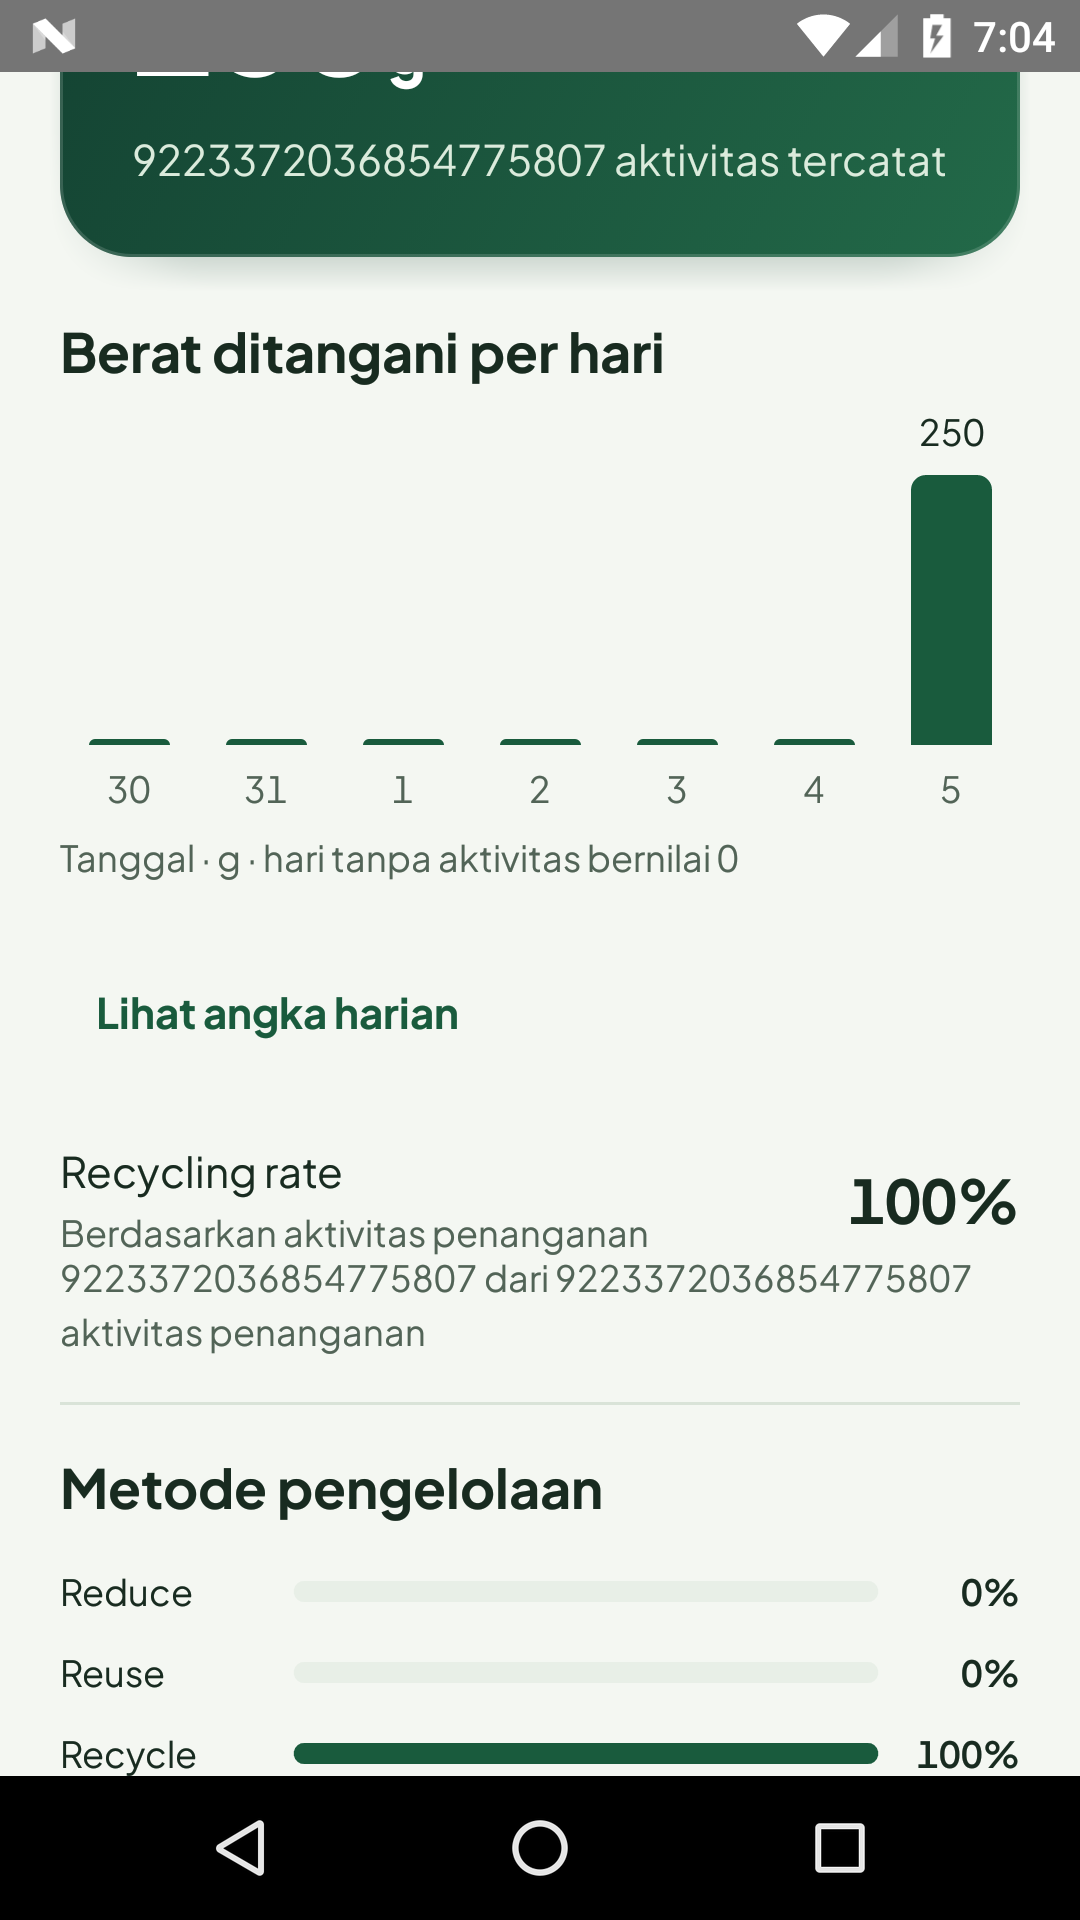 7:04
9223372036854775807 aktivitas tercatat
Berat ditangani per hari
250
30 31 1 2 3 4 5
Tanggal · g · hari tanpa aktivitas bernilai 0
Lihat angka harian
Recycling rate
100%
Berdasarkan aktivitas penanganan
9223372036854775807 dari 9223372036854775807
aktivitas penanganan
Metode pengelolaan
Reduce 0%
Reuse 0%
Recycle 100%